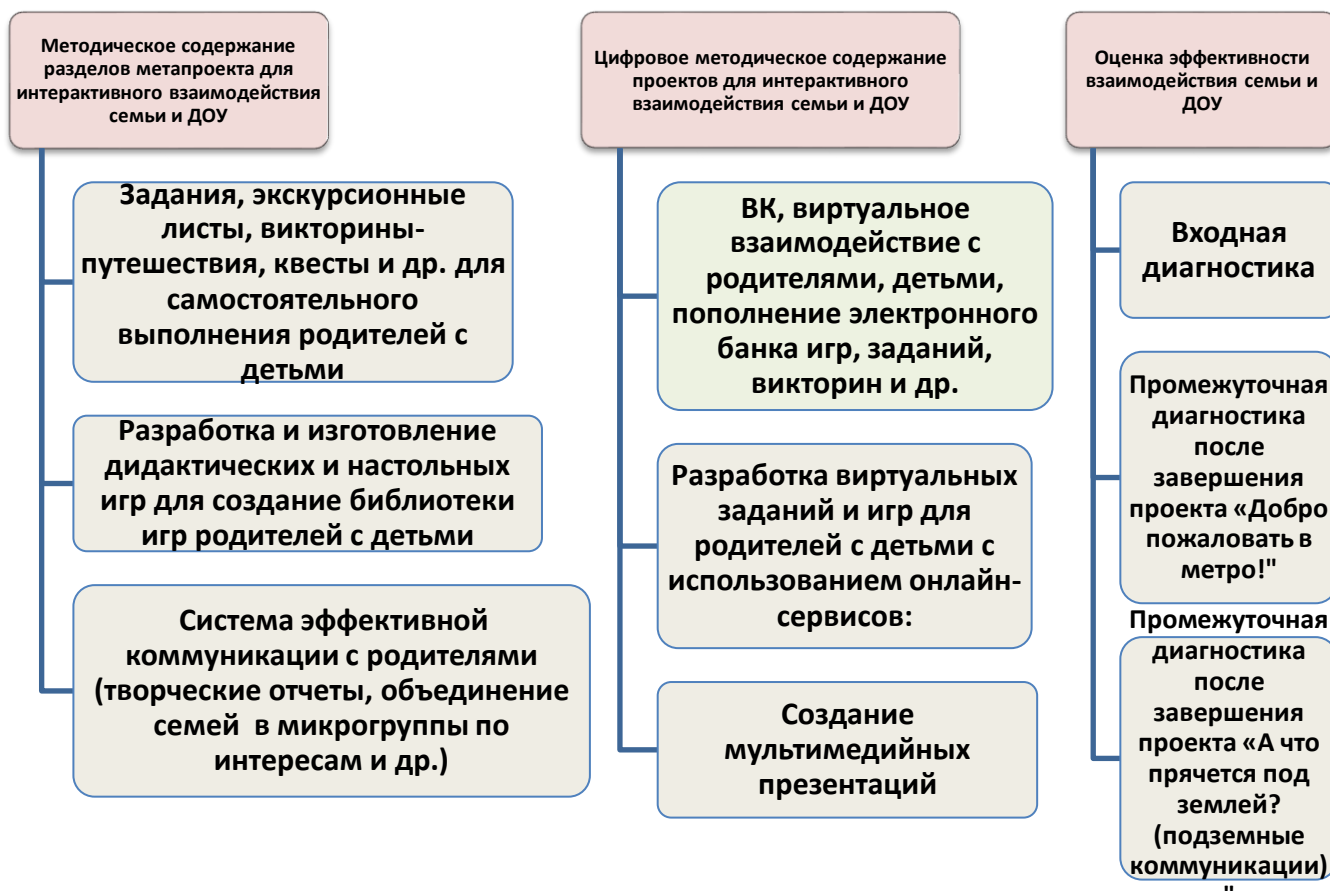 Методическое содержание
разделов метапроекта для
интерактивного взаимодействия
семьи и ДОУ
Задания, экскурсионные
листы, викторины-
путешествия, квесты и др. для
самостоятельного
выполнения родителей с
детьми
Разработка и изготовление
дидактических и настольных
игр для создание библиотеки
игр родителей с детьми
Система эффективной
коммуникации с родителями
(творческие отчеты, объединение
семей в микрогруппы по
интересам и др.)
Цифровое методическое содержание
проектов для интерактивного
взаимодействия семьи и ДОУ
ВК, виртуальное
взаимодействие с
родителями, детьми,
пополнение электронного
банка игр, заданий,
викторин и др.
Разработка виртуальных
заданий и игр для
родителей с детьми с
использованием онлайн-
сервисов:
Создание
мультимедийных
презентаций
Оценка эффективности
взаимодействия семьи и
ДОУ
Входная
диагностика
Промежуточная
диагностика
после
завершения
проекта «Добро
пожаловать в
метро!"
Промежуточная
диагностика
после
завершения
проекта «А что
прячется под
землей?
(подземные
коммуникации)
"